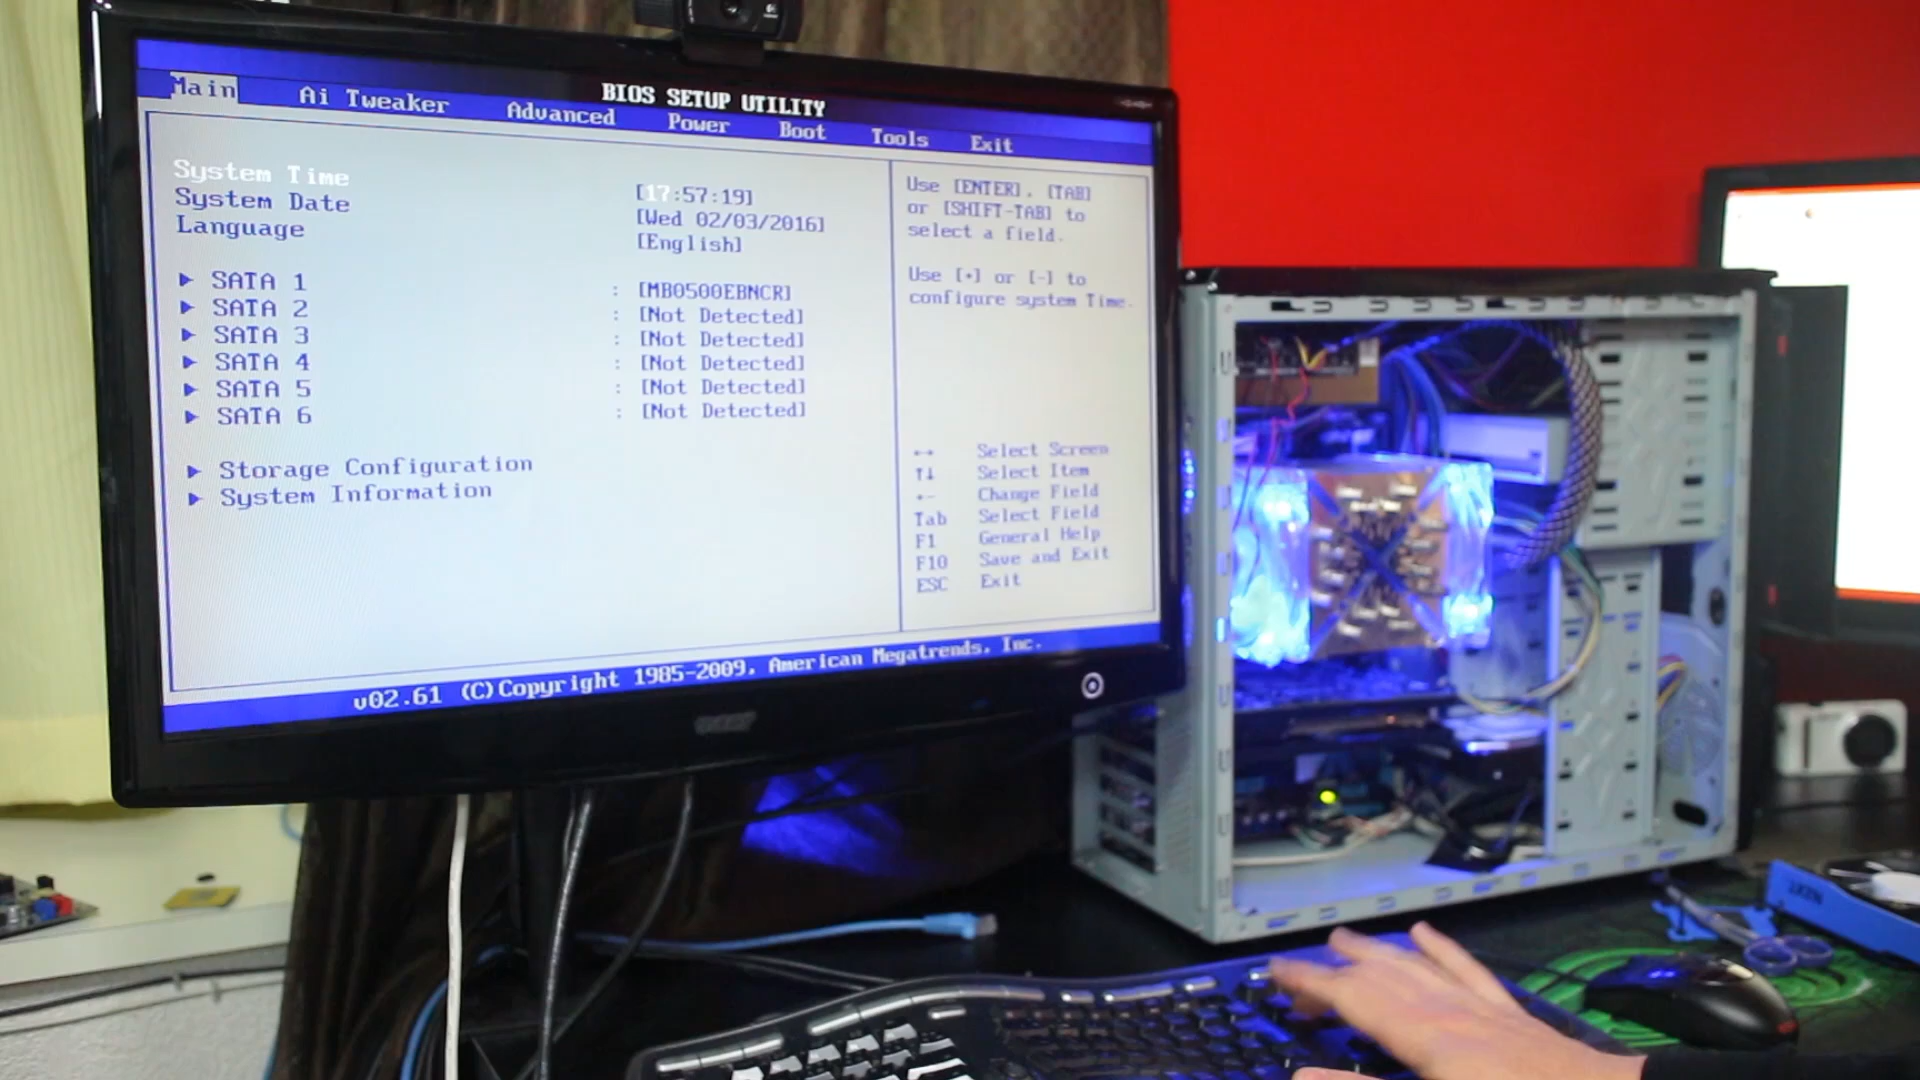 BIOS SETUP UTILITY
Main Ai Tweaker Advanced Power Boot Tools Exit
System Time [17:57:19]
System Date [Wed 02/03/2016]
Language [English]
▶ SATA 1 : [MB0500EBNCR]
▶ SATA 2 : [Not Detected]
▶ SATA 3 : [Not Detected]
▶ SATA 4 : [Not Detected]
▶ SATA 5 : [Not Detected]
▶ SATA 6 : [Not Detected]
▶ Storage Configuration
▶ System Information
Use [ENTER], [TAB]
or [SHIFT-TAB] to
select a field.
Use [+] or [-] to
configure system Time.
↔ Select Screen
↑↓ Select Item
+- Change Field
Tab Select Field
F1 General Help
F10 Save and Exit
ESC Exit
v02.61 (C)Copyright 1985-2009, American Megatrends, Inc.
acer
NZXT